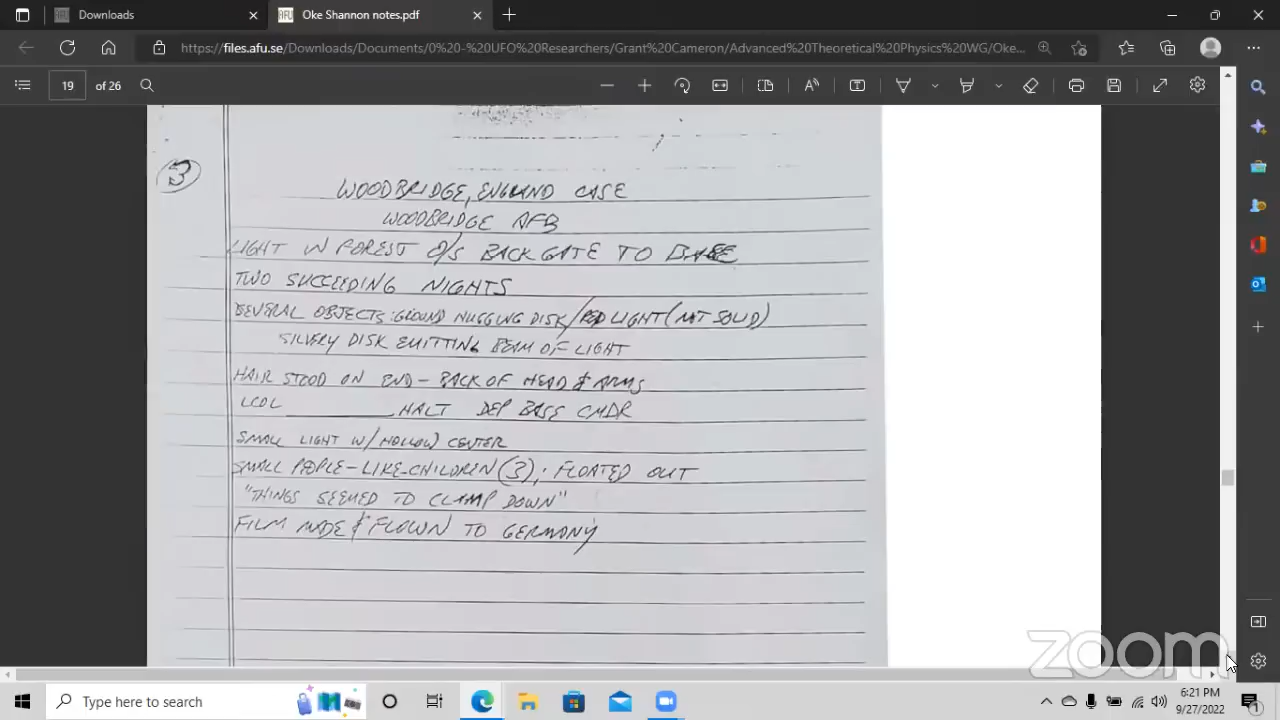 Downloads
Oke Shannon notes.pdf
https://files.afu.se/Downloads/Documents/0%20-%20UFO%20Researchers/Grant%20Cameron/Advanced%20Theoretical%20Physics%20WG/Oke...
19 of 26
3
WOODBRIDGE, ENGLAND CASE
WOODBRIDGE AFB
LIGHT IN FOREST O/S BACK GATE TO BASE
TWO SUCCEEDING NIGHTS
SEVERAL OBJECTS: GROUND HUGGING DISK/RED LIGHT (NOT SOLID)
SILVERY DISK EMITTING BEAM OF LIGHT
HAIR STOOD ON END - BACK OF HEAD & ARMS
LCOL __________ HALT DEP BASE CMDR
SMALL LIGHT W/ HOLLOW CENTER
SMALL PEOPLE-LIKE-CHILDREN (3); FLOATED OUT
"THINGS SEEMED TO CLAMP DOWN"
FILM MADE & FLOWN TO GERMANY
zoom
Type here to search
6:21 PM
9/27/2022